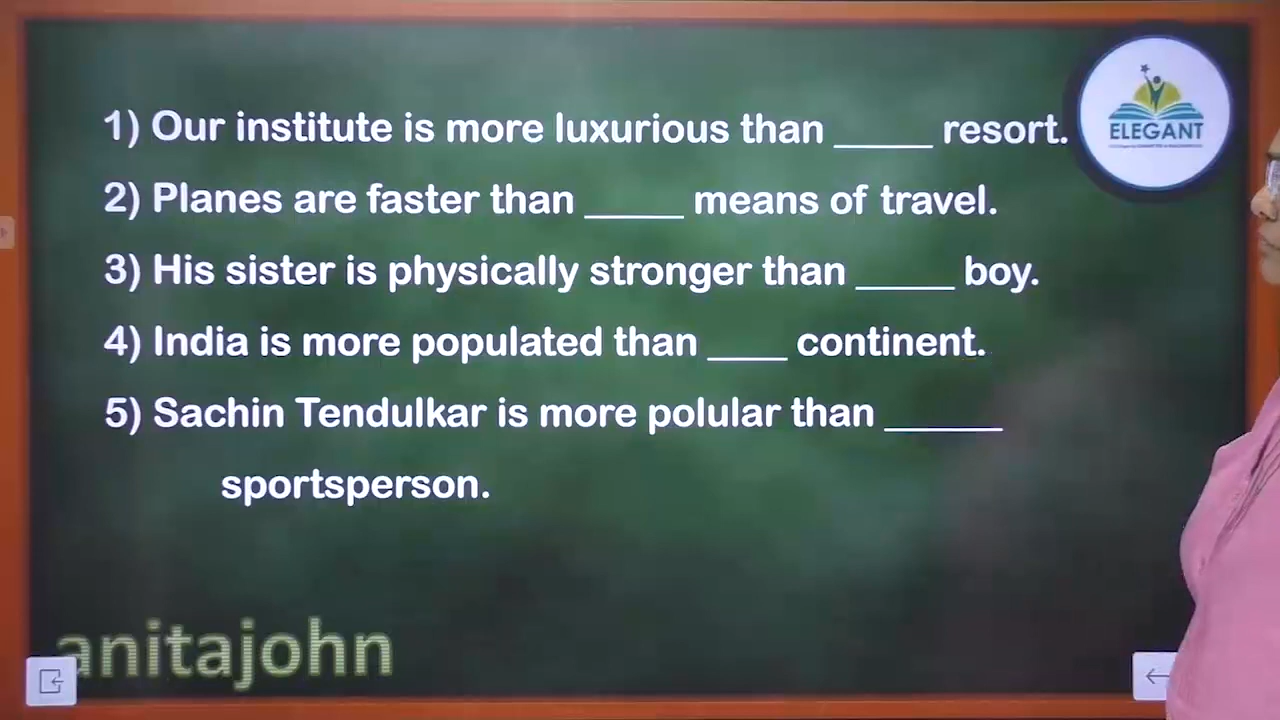 1) Our institute is more luxurious than _____ resort.
2) Planes are faster than _____ means of travel.
3) His sister is physically stronger than _____ boy.
4) India is more populated than ____ continent.
5) Sachin Tendulkar is more polular than ______
sportsperson.
ELEGANT
anitajohn